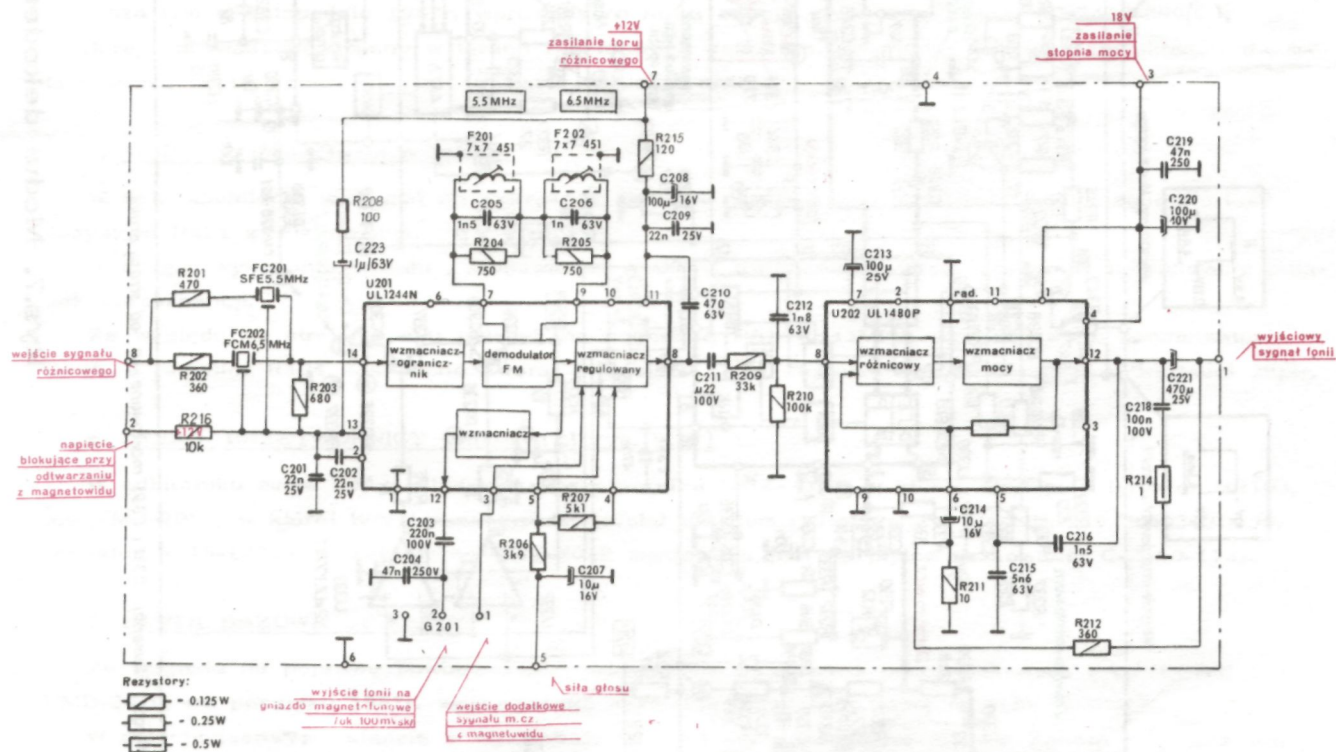 +12V
zasilanie toru
różnicowego
7
18V
zasilanie
stopnia mocy
3
4
5.5MHz
6.5MHz
F201
7x7 451
F202
7x7 451
R215
120
C208
100µ 16V
C209
22n 25V
C219
47n
250
C220
100µ
C205
1n5 63V
C206
1n 63V
R204
750
R205
750
R208
100
C223
1µ/63V
R201
470
FC201
SFE5.5MHz
FC202
FCM6,5 MHz
R202
360
R203
680
R216
10k
C201
22n
25V
C202
22n
25V
8
wejście sygnału
różnicowego
2
napięcie
blokujące przy
odtwarzaniu
z magnetowidu
U201
UL1244N
6
7
9
10
11
14
13
2
1
12
3
5
4
8
wzmacniacz-
-ogranicz-
nik
demodulator
FM
wzmacniacz
regulowany
wzmacniacz
C210
470
63V
C211
µ22
100V
R209
33k
C212
1n8
63V
R210
100k
C213
100µ
25V
7
2
rad.
11
1
U202 UL1480P
8
4
12
3
9
10
6
5
wzmacniacz
różnicowy
wzmacniacz
mocy
C221
470µ
25V
C218
100n
100V
R214
1
1
wyjściowy
sygnał fonii
C203
220n
100V
C204
47n 250V
R206
3k9
R207
5k1
C207
10µ
16V
3
2
1
G201
C214
10µ
16V
R211
10
C215
5n6
63V
C216
1n5
63V
R212
360
6
5
siła głosu
wyjście fonii na
gniazdo magnetofonowe
wejście dodatkowe
sygnału m.cz.
z magnetowidu
Rezystory:
- 0.125W
- 0.25W
- 0.5W